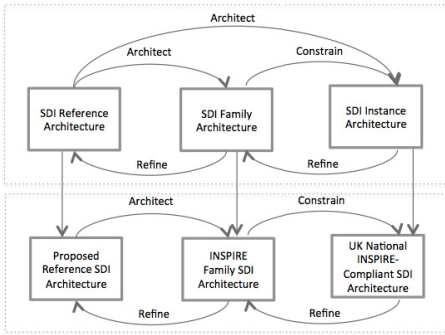 Architect
Architect
Constrain
SDI Reference
Architecture
SDI Family
Architecture
SDI Instance
Architecture
Refine
Refine
Architect
Constrain
Proposed
Reference SDI
Architecture
INSPIRE
Family SDI
Architecture
UK National
INSPIRE-
Compliant SDI
Architecture
Refine
Refine